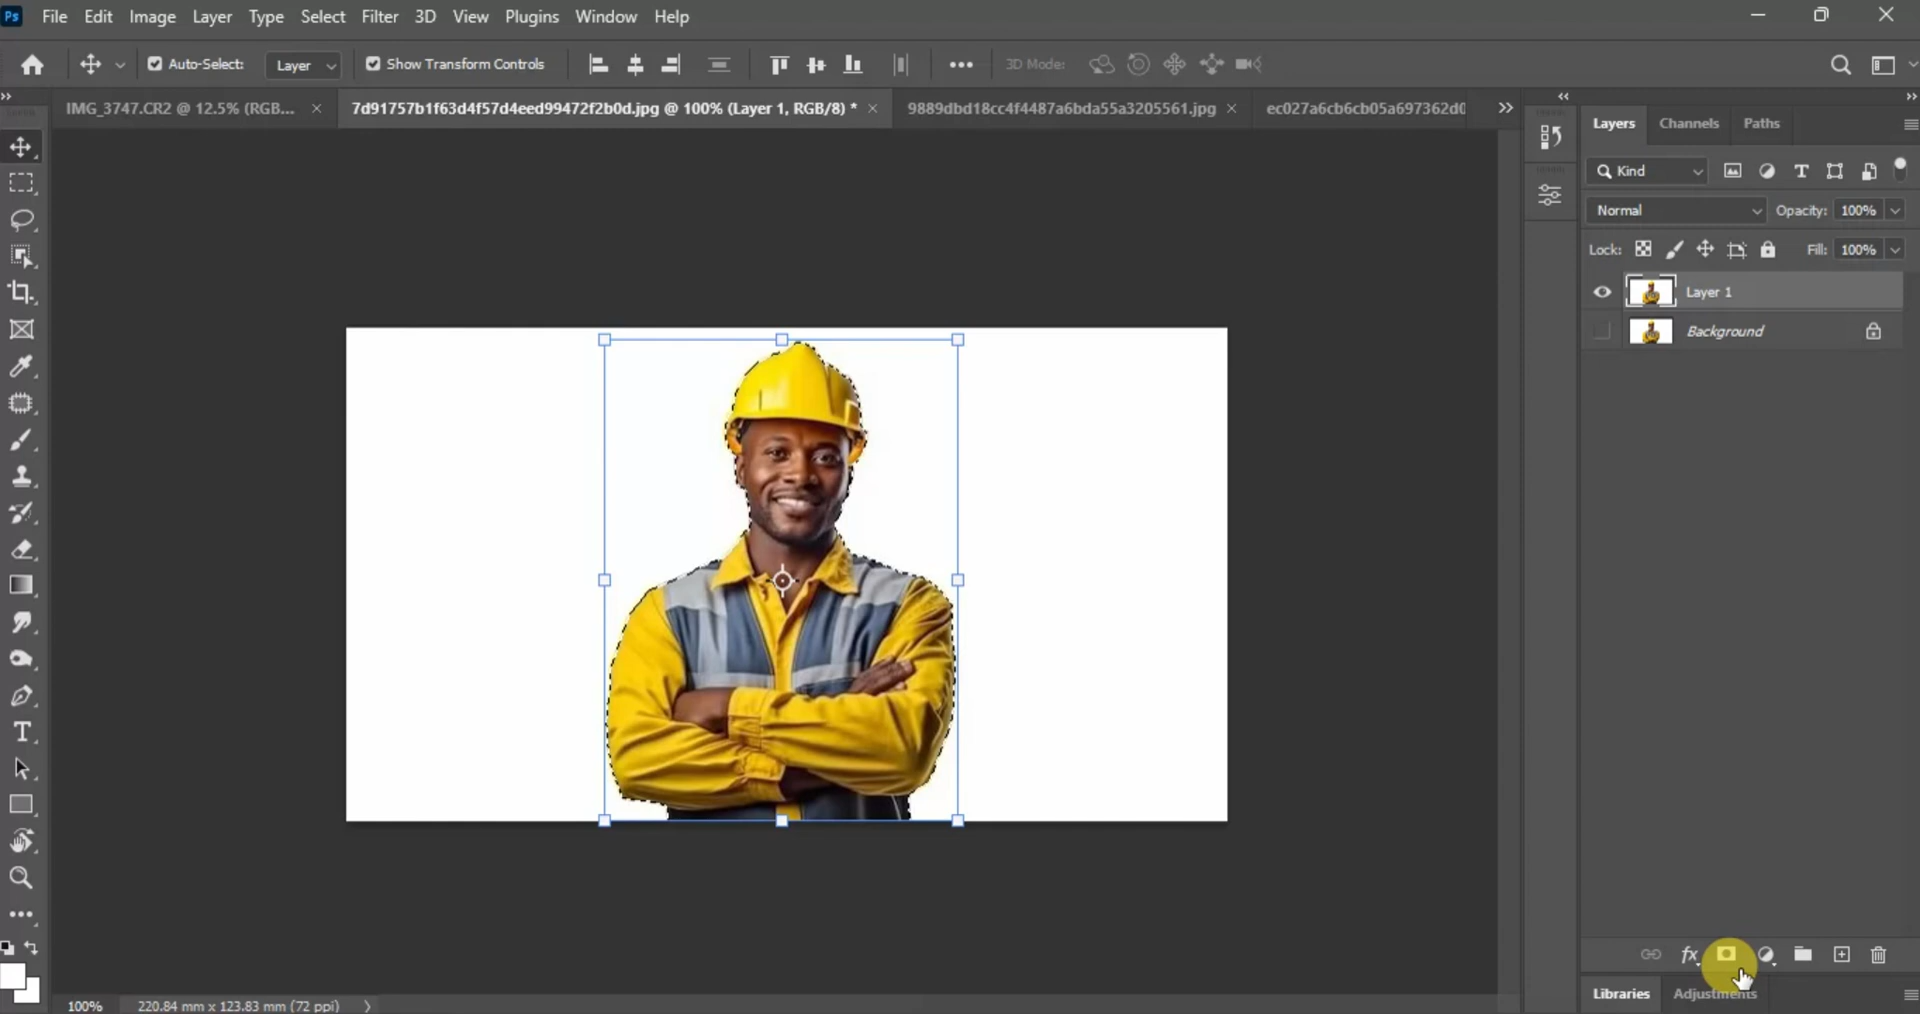 Ps File Edit Image Layer Type Select Filter 3D View Plugins Window Help
Auto-Select: Layer Show Transform Controls 3D Mode:
IMG_3747.CR2 @ 12.5% (RGB... × 7d91757b1f63d4f57d4eed99472f2b0d.jpg @ 100% (Layer 1, RGB/8) * × 9889dbd18cc4f4487a6bda55a3205561.jpg × ec027a6cb6cb05a697362d0
Layers Channels Paths
Kind
Normal Opacity: 100%
Lock: Fill: 100%
Layer 1
Background
fx
Libraries Adjustments
100% 220.84 mm x 123.83 mm (72 ppi)